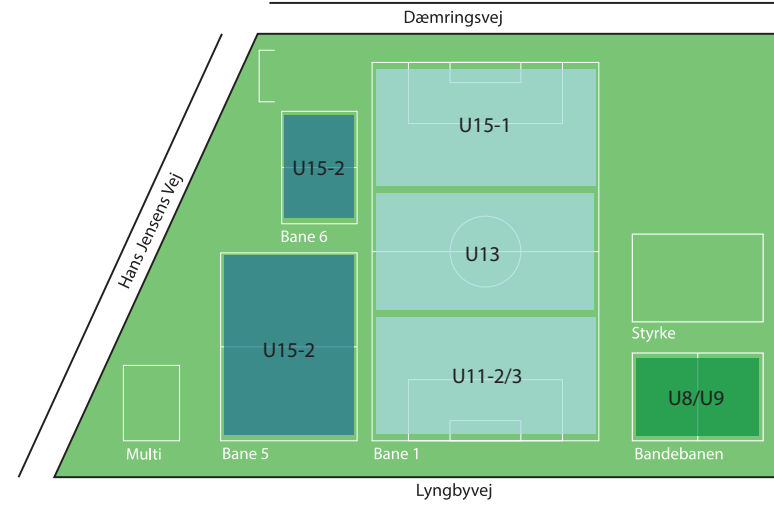 Dæmringsvej
U15-1
U15-2
Hans Jensens Vej
Bane 6
U13
Styrke
U15-2
U11-2/3
U8/U9
Multi
Bane 5
Bane 1
Bandebanen
Lyngbyvej